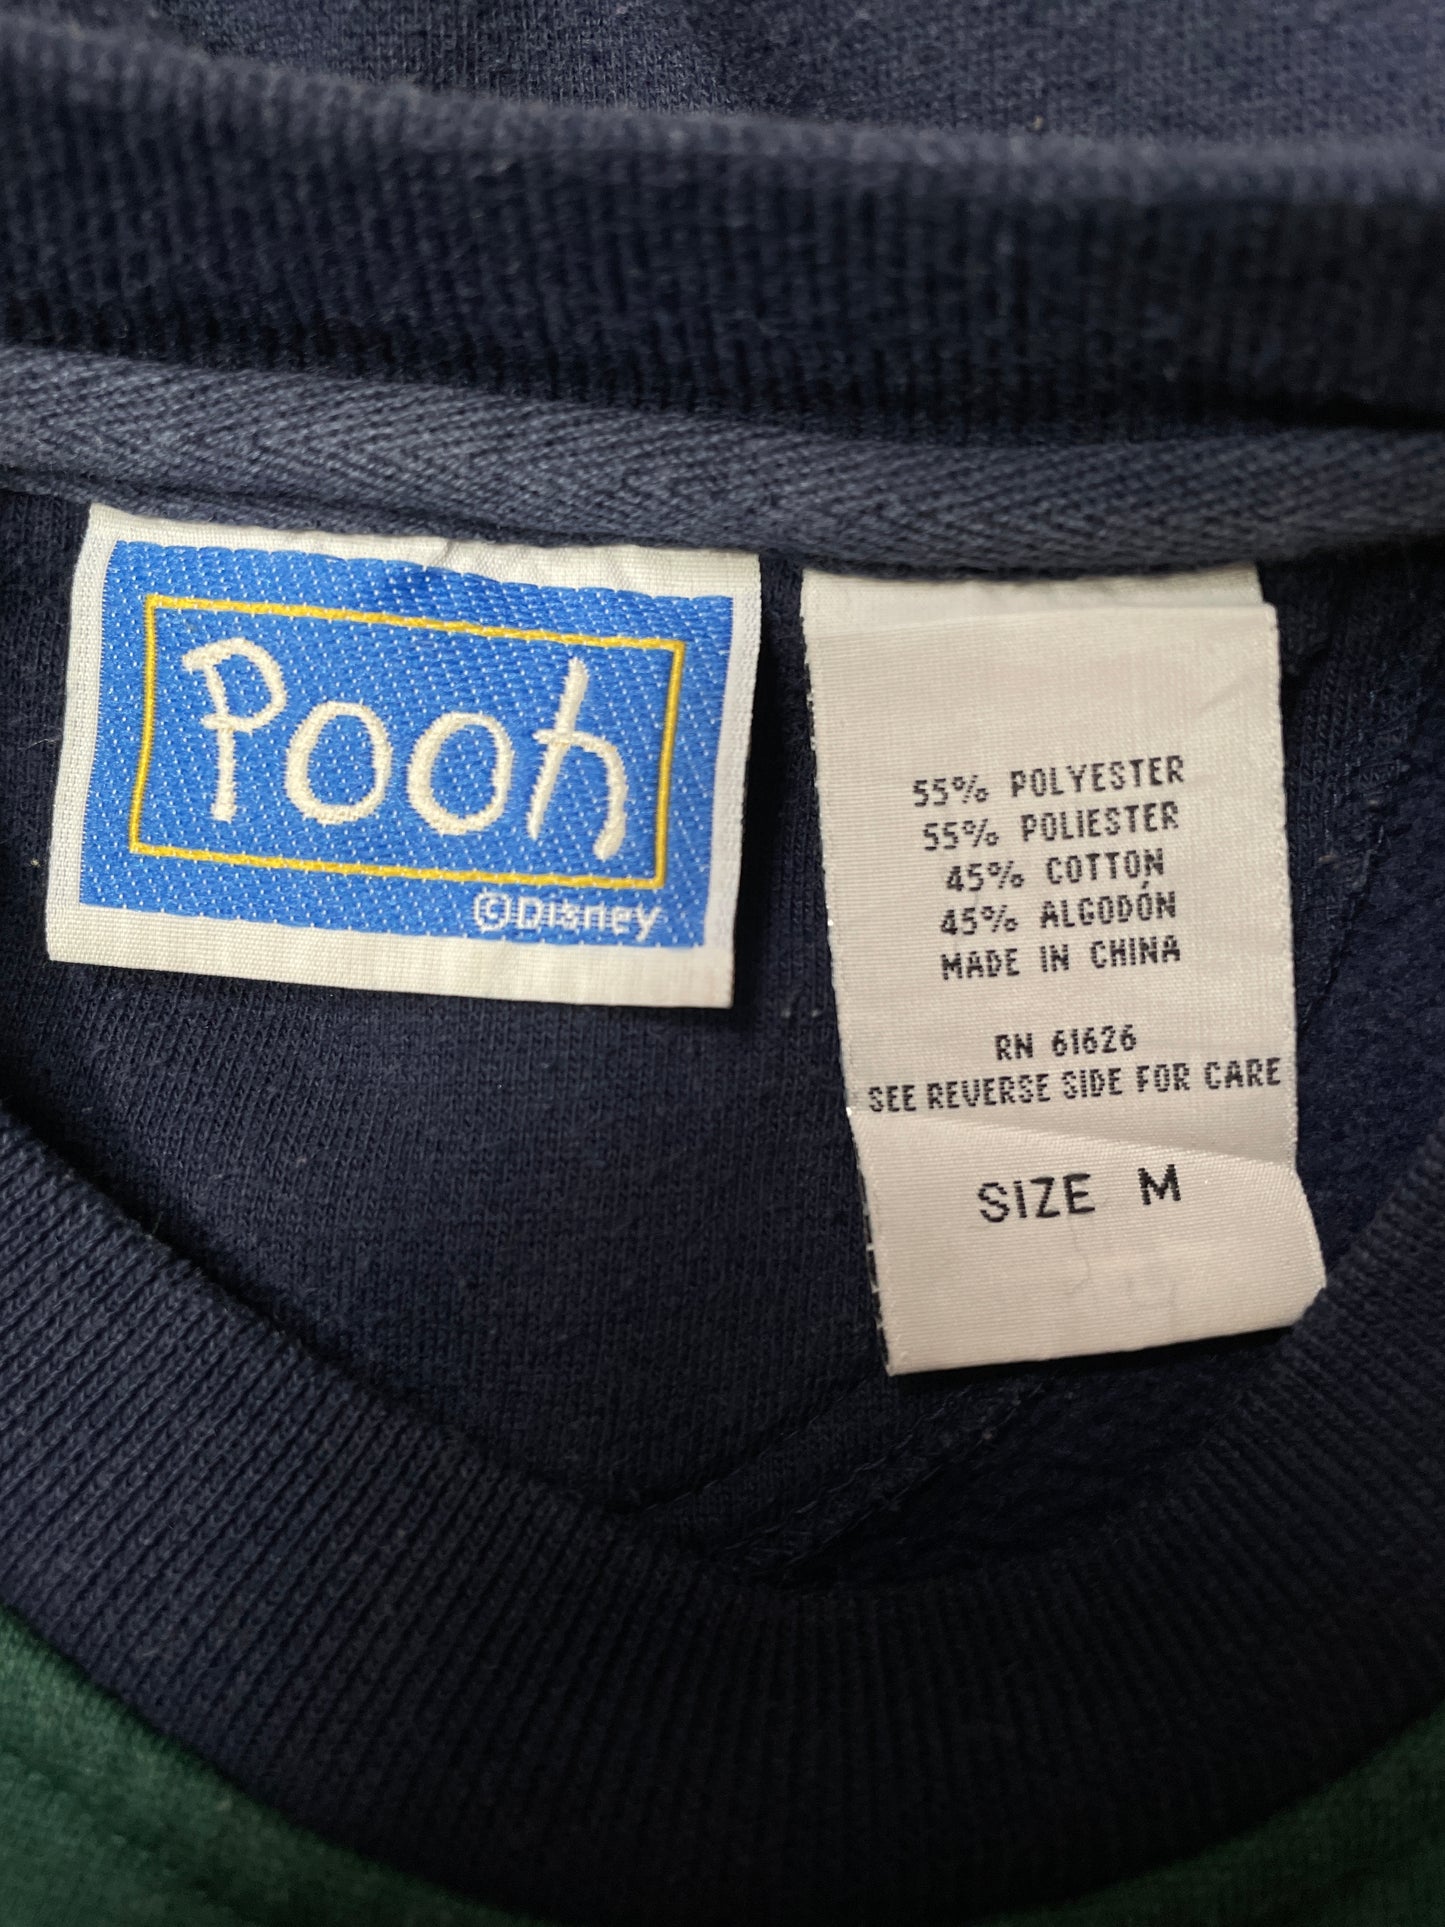 Pooh
©Disney
55% POLYESTER
55% POLIESTER
45% COTTON
45% ALGODÓN
MADE IN CHINA
RN 61626
SEE REVERSE SIDE FOR CARE
SIZE M